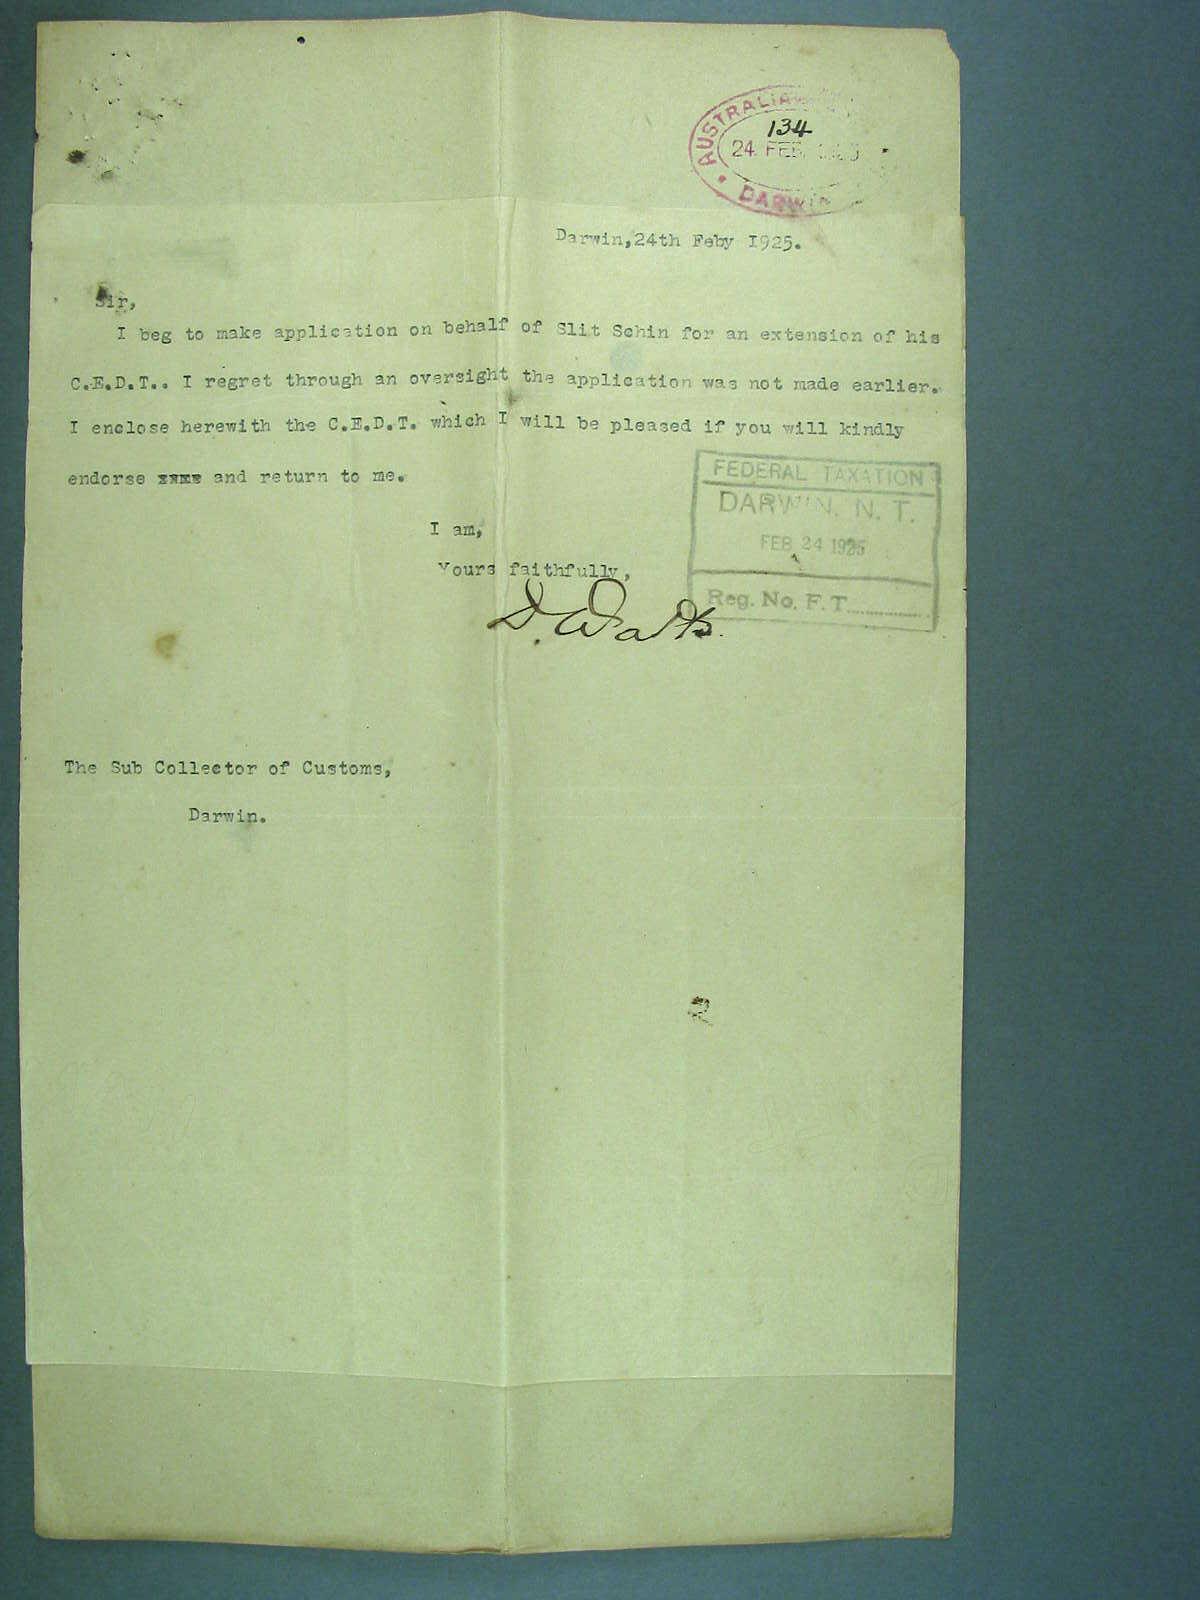 AUSTRALIA
134
24 FEB
DARWIN
Darwin,24th Feby 1925.
Sir,
I beg to make application on behalf of Slit Schin for an extension of his
C.E.D.T.. I regret through an oversight the application was not made earlier.
I enclose herewith the C.E.D.T. which I will be pleased if you will kindly
endorse xxxx and return to me.
I am,
Yours faithfully,
FEDERAL TAXATION
DARWIN. N. T.
FEB 24 1925
Reg. No. F. T.
The Sub Collector of Customs,
Darwin.